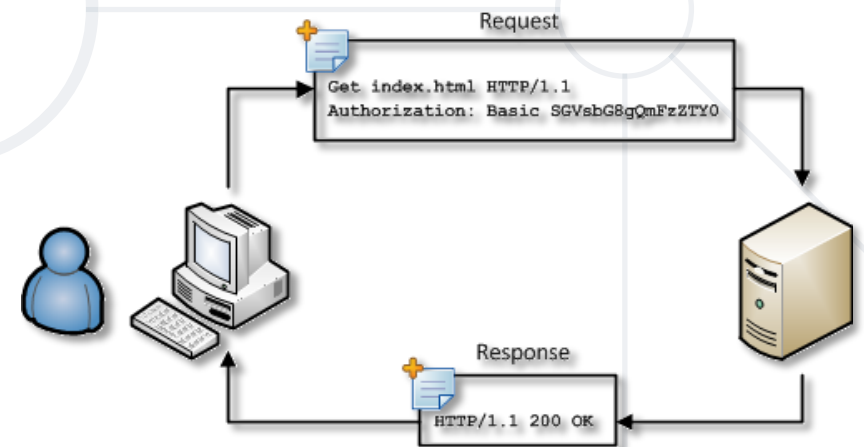 Request
Get index.html HTTP/1.1
Authorization: Basic SGVsbG8gQmFzZTY0
Response
HTTP/1.1 200 OK